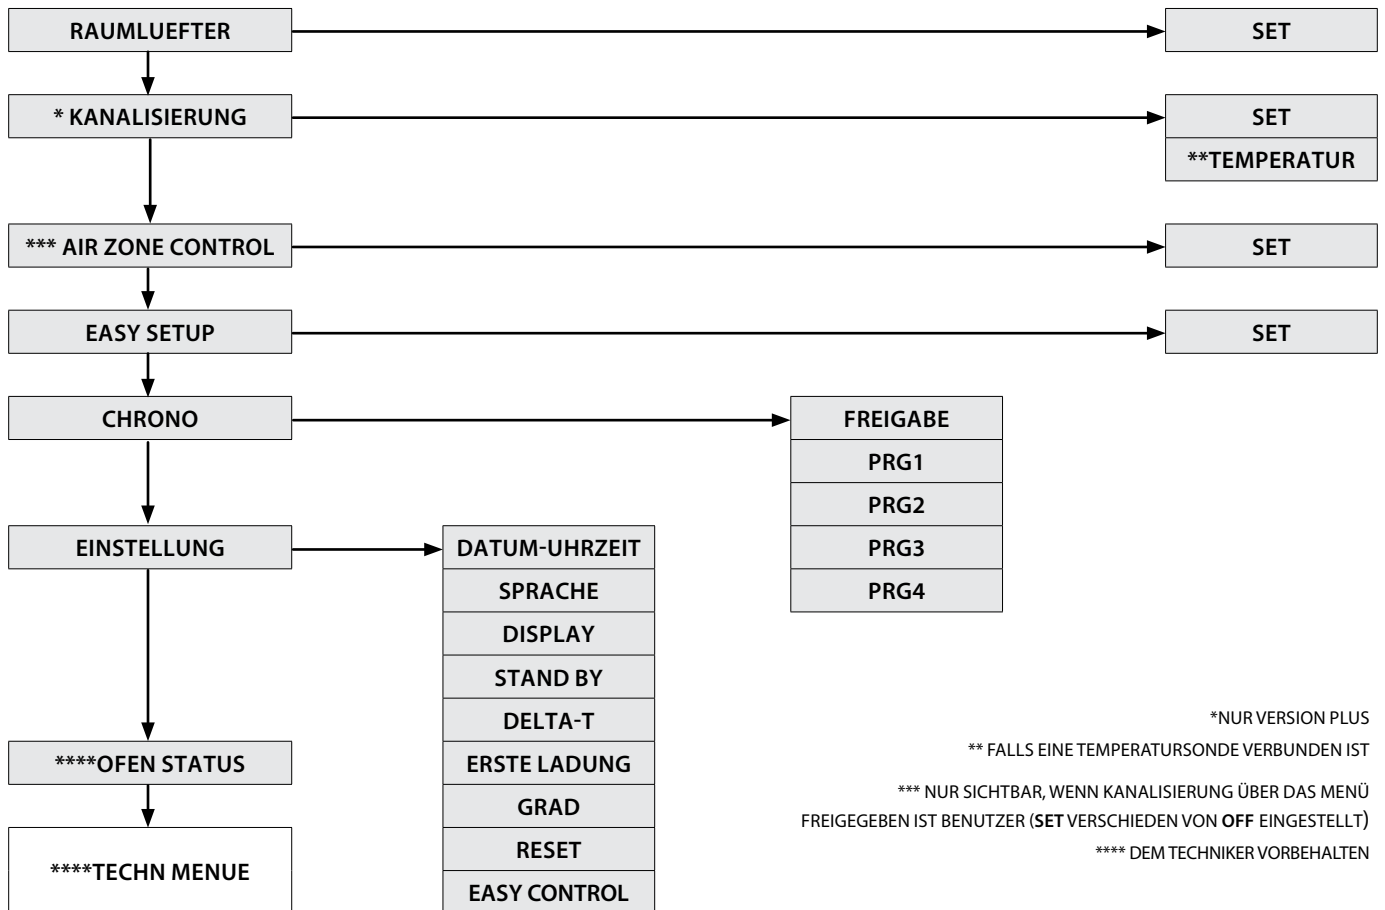 RAUMLUEFTER
SET
* KANALISIERUNG
SET
**TEMPERATUR
*** AIR ZONE CONTROL
SET
EASY SETUP
SET
CHRONO
FREIGABE
PRG1
PRG2
PRG3
PRG4
EINSTELLUNG
DATUM-UHRZEIT
SPRACHE
DISPLAY
STAND BY
DELTA-T
ERSTE LADUNG
GRAD
RESET
EASY CONTROL
****OFEN STATUS
****TECHN MENUE
*NUR VERSION PLUS
** FALLS EINE TEMPERATURSONDE VERBUNDEN IST
*** NUR SICHTBAR, WENN KANALISIERUNG ÜBER DAS MENÜ
FREIGEGEBEN IST BENUTZER (SET VERSCHIEDEN VON OFF EINGESTELLT)
**** DEM TECHNIKER VORBEHALTEN